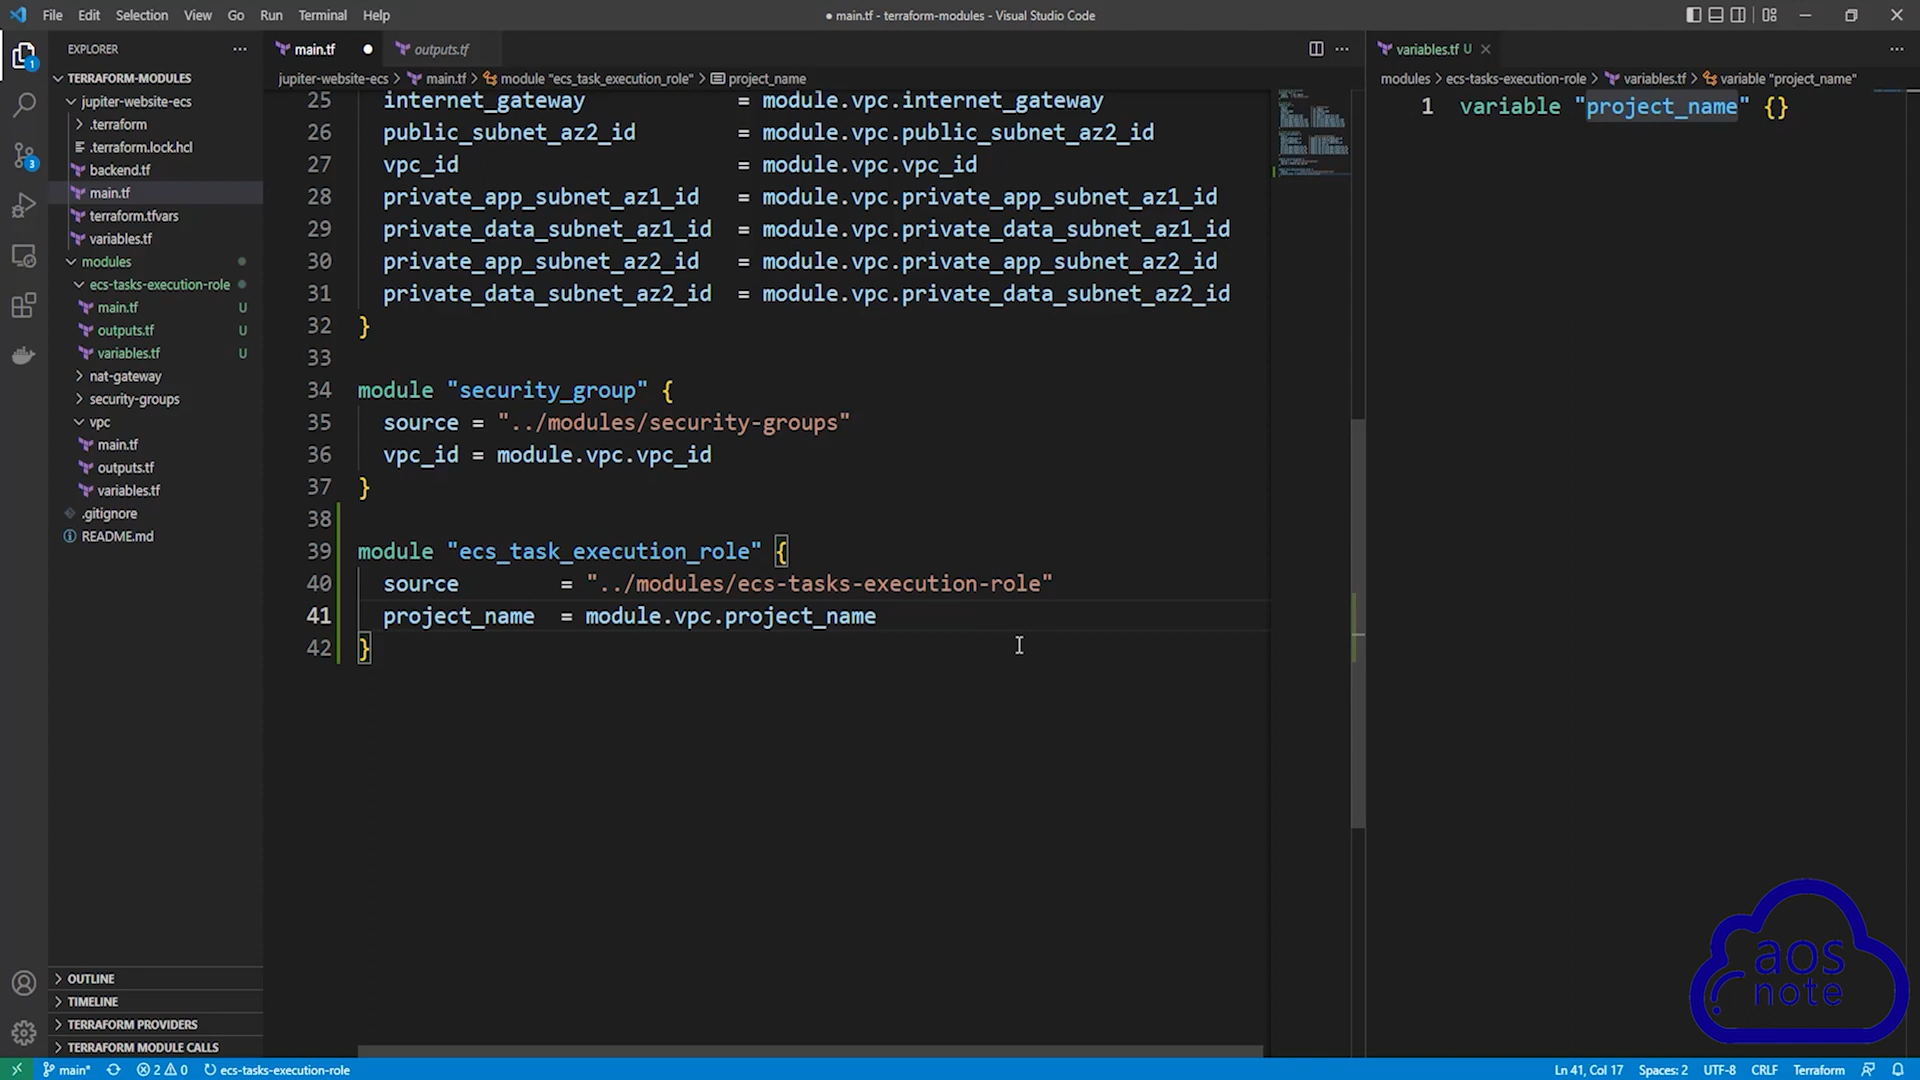 File Edit Selection View Go Run Terminal Help
● main.tf - terraform-modules - Visual Studio Code
EXPLORER
TERRAFORM-MODULES
jupiter-website-ecs
.terraform
.terraform.lock.hcl
backend.tf
main.tf
terraform.tfvars
variables.tf
modules
ecs-tasks-execution-role
main.tf U
outputs.tf U
variables.tf U
nat-gateway
security-groups
vpc
main.tf
outputs.tf
variables.tf
.gitignore
README.md
OUTLINE
TIMELINE
TERRAFORM PROVIDERS
TERRAFORM MODULE CALLS
1
3
main.tf ● outputs.tf
jupiter-website-ecs > main.tf > module "ecs_task_execution_role" > project_name
25 internet_gateway = module.vpc.internet_gateway
26 public_subnet_az2_id = module.vpc.public_subnet_az2_id
27 vpc_id = module.vpc.vpc_id
28 private_app_subnet_az1_id = module.vpc.private_app_subnet_az1_id
29 private_data_subnet_az1_id = module.vpc.private_data_subnet_az1_id
30 private_app_subnet_az2_id = module.vpc.private_app_subnet_az2_id
31 private_data_subnet_az2_id = module.vpc.private_data_subnet_az2_id
32 }
33
34 module "security_group" {
35 source = "../modules/security-groups"
36 vpc_id = module.vpc.vpc_id
37 }
38
39 module "ecs_task_execution_role" {
40 source = "../modules/ecs-tasks-execution-role"
41 project_name = module.vpc.project_name
42 }
variables.tf U
modules > ecs-tasks-execution-role > variables.tf > variable "project_name"
1 variable "project_name" {}
aos
note
main* 2 0 ecs-tasks-execution-role
Ln 41, Col 17 Spaces: 2 UTF-8 CRLF Terraform